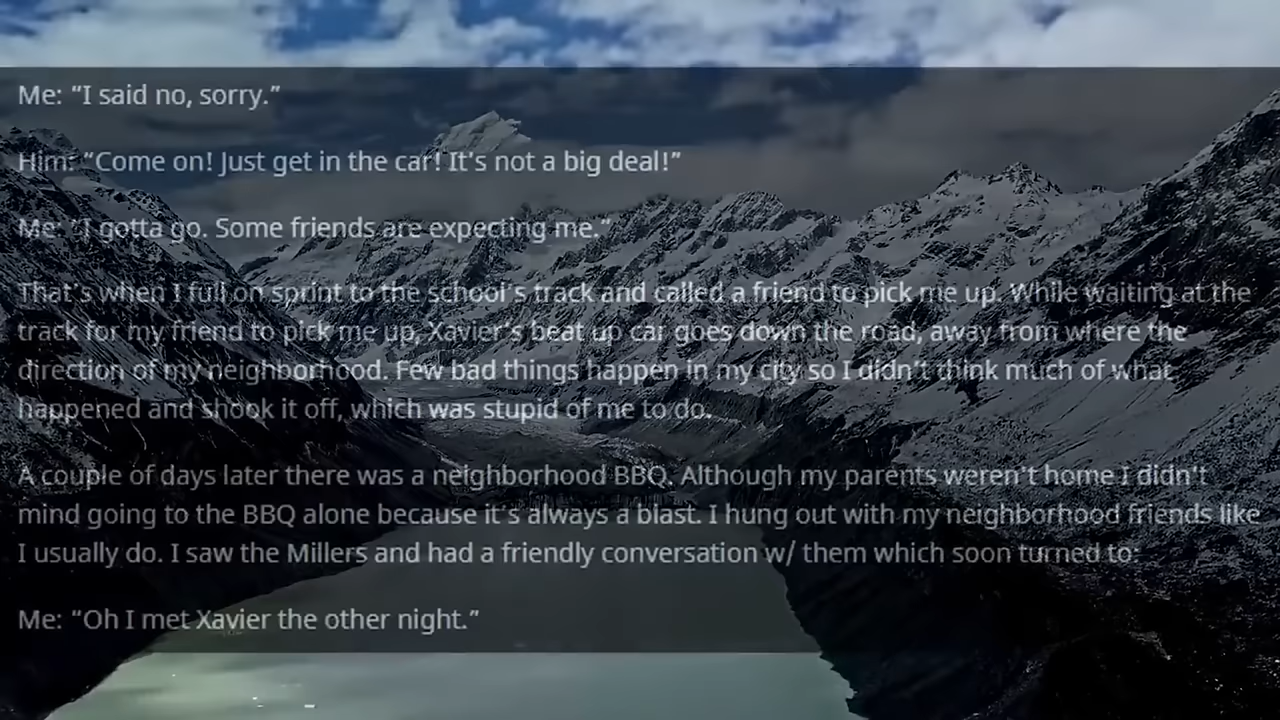 Me: “I said no, sorry.”
Him: “Come on! Just get in the car! It's not a big deal!”
Me: “I gotta go. Some friends are expecting me.”
That's when I full on sprint to the school's track and called a friend to pick me up. While waiting at the
track for my friend to pick me up, Xavier's beat up car goes down the road, away from where the
direction of my neighborhood. Few bad things happen in my city so I didn't think much of what
happened and shook it off, which was stupid of me to do.
A couple of days later there was a neighborhood BBQ. Although my parents weren't home I didn't
mind going to the BBQ alone because it's always a blast. I hung out with my neighborhood friends like
I usually do. I saw the Millers and had a friendly conversation w/ them which soon turned to:
Me: “Oh I met Xavier the other night.”